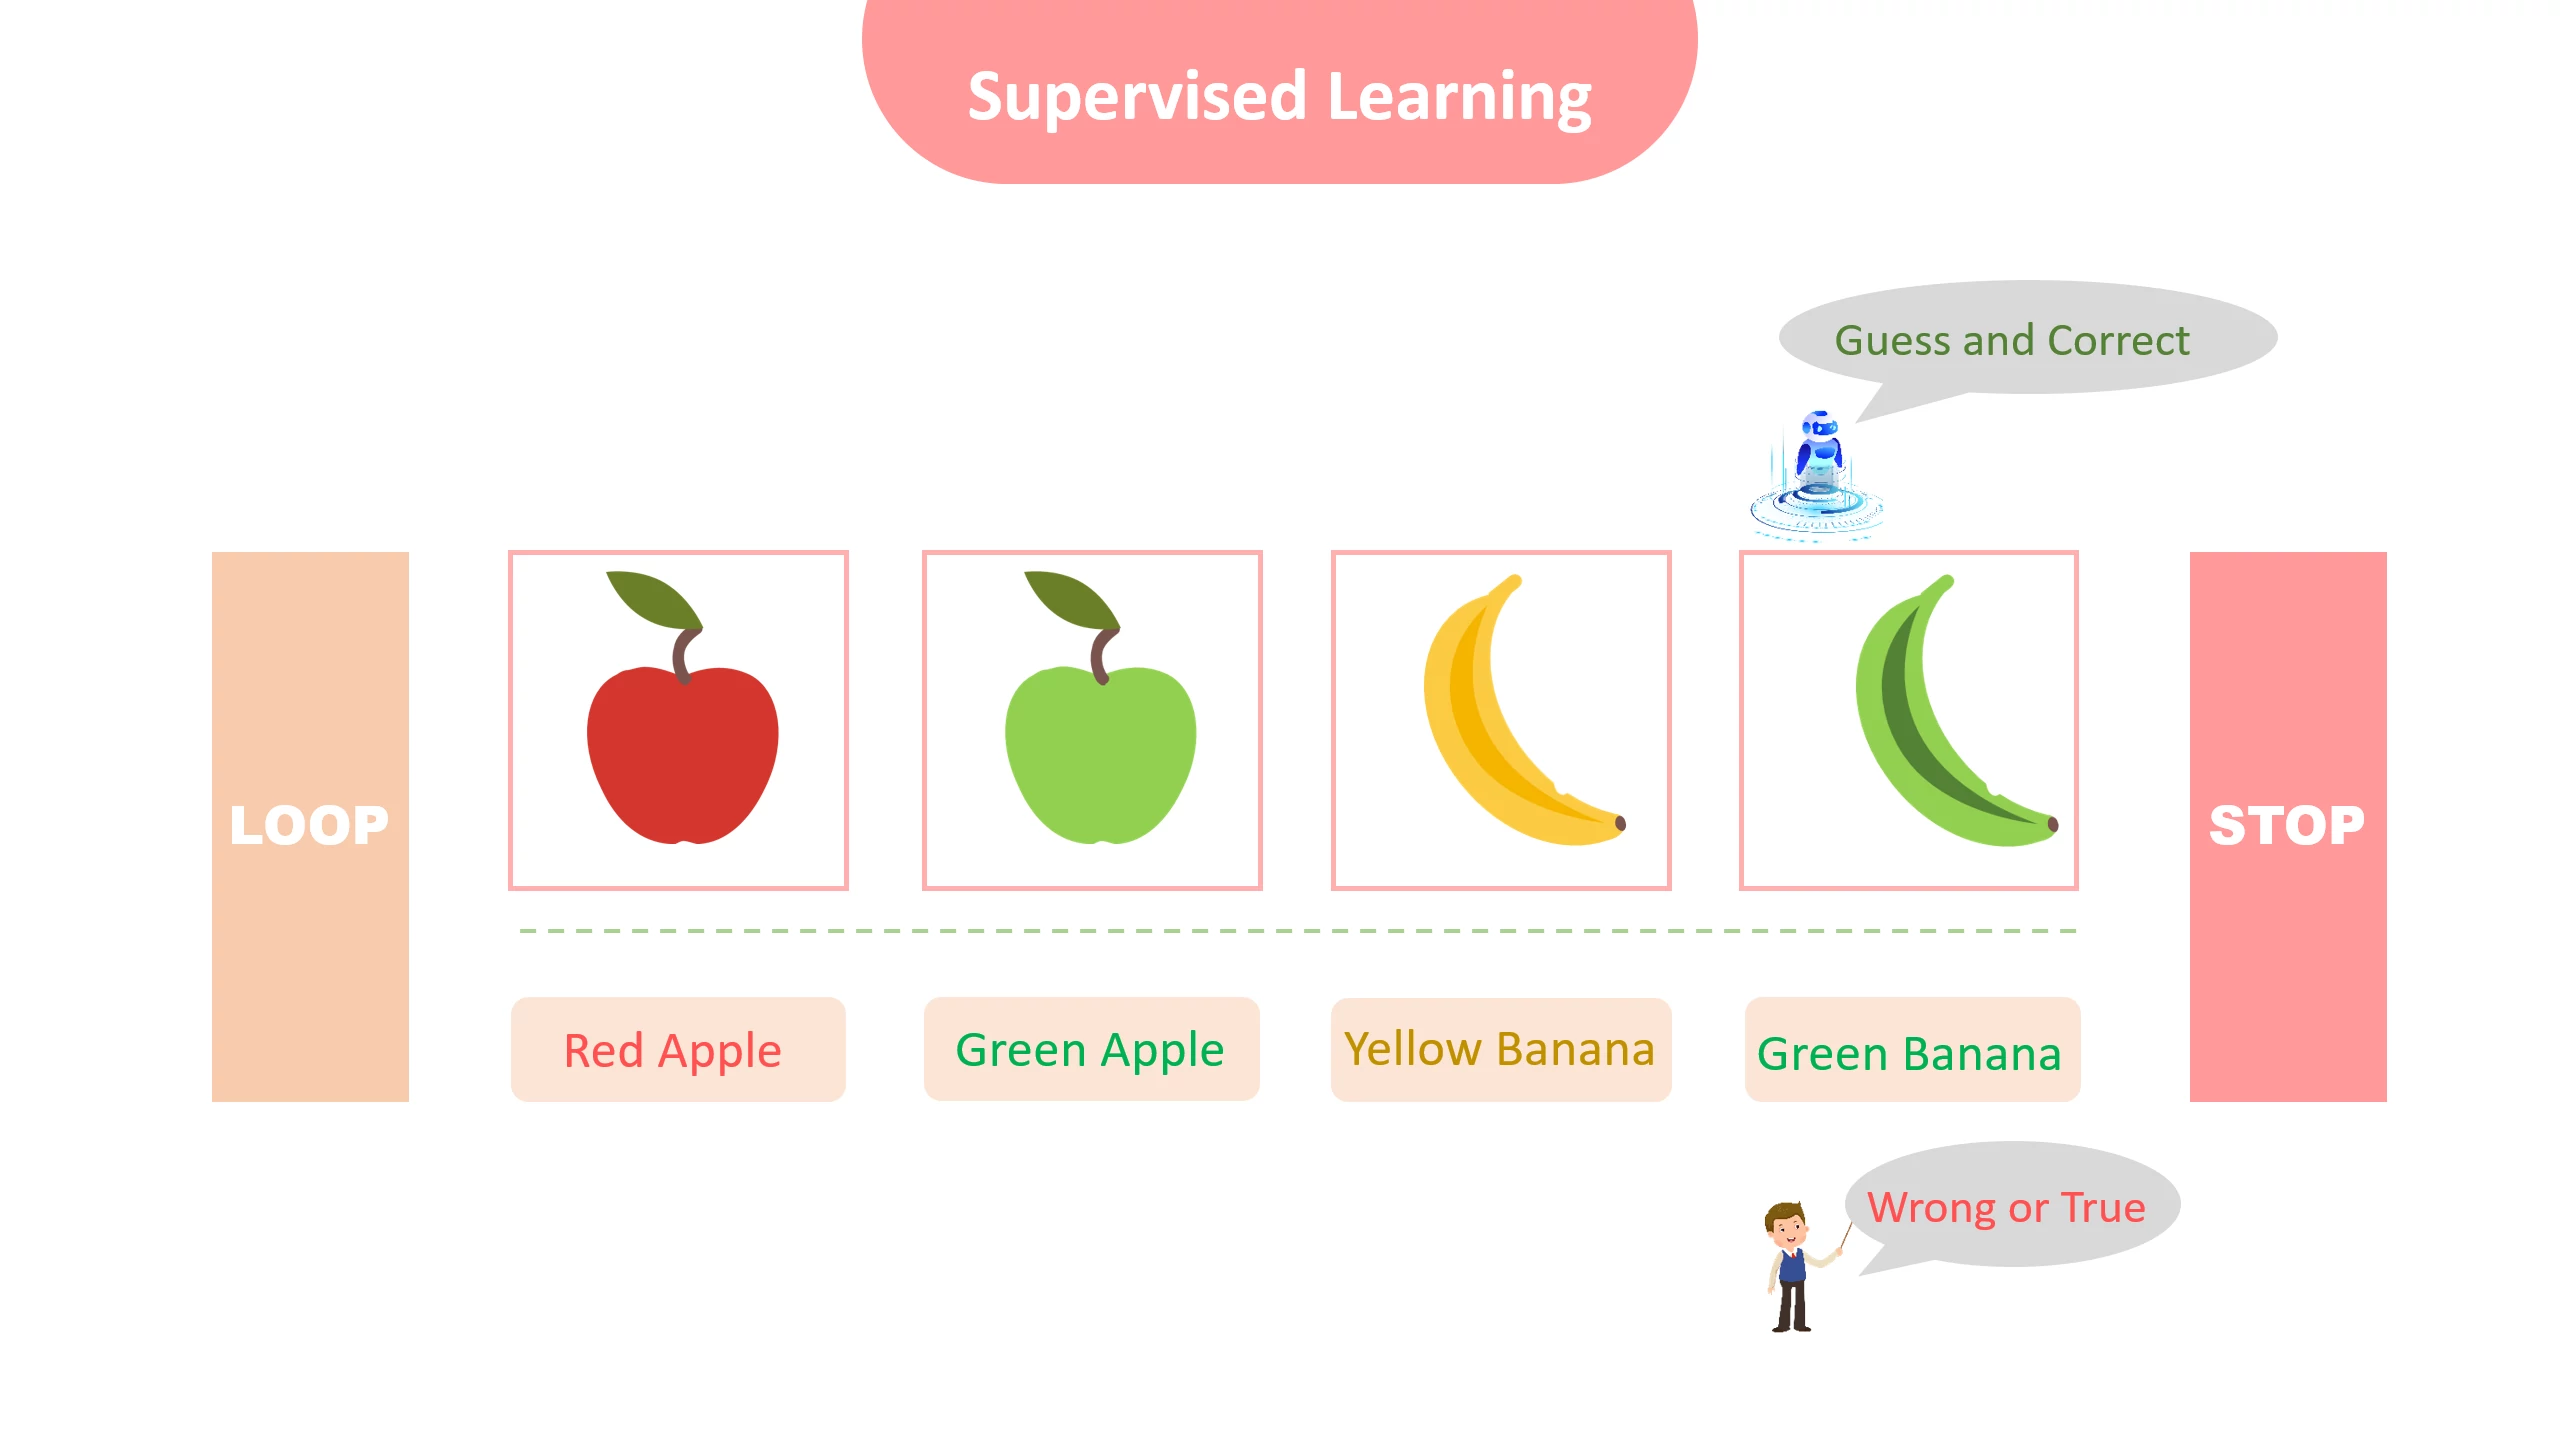 Supervised Learning
Guess and Correct
LOOP
STOP
Red Apple
Green Apple
Yellow Banana
Green Banana
Wrong or True